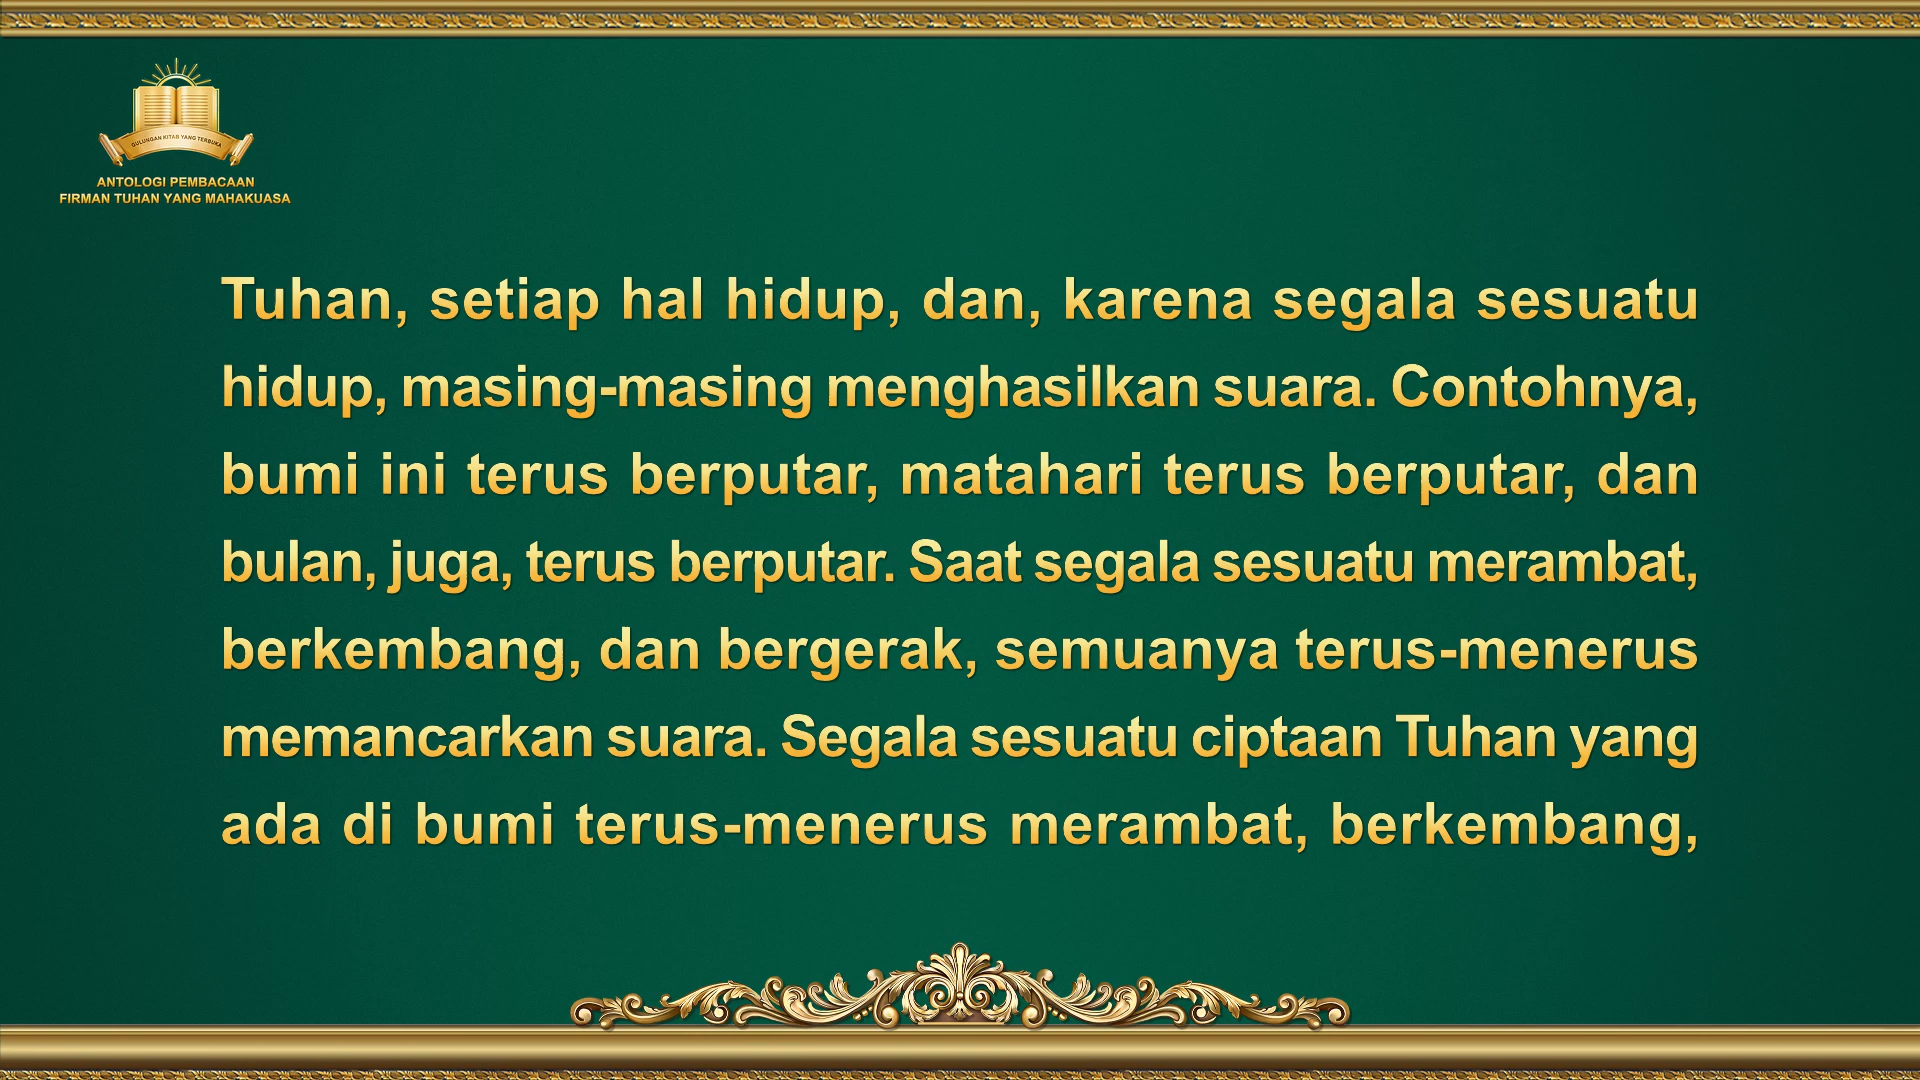 GULUNGAN KITAB YANG TERBUKA
ANTOLOGI PEMBACAAN
FIRMAN TUHAN YANG MAHAKUASA
Tuhan, setiap hal hidup, dan, karena segala sesuatu
hidup, masing-masing menghasilkan suara. Contohnya,
bumi ini terus berputar, matahari terus berputar, dan
bulan, juga, terus berputar. Saat segala sesuatu merambat,
berkembang, dan bergerak, semuanya terus-menerus
memancarkan suara. Segala sesuatu ciptaan Tuhan yang
ada di bumi terus-menerus merambat, berkembang,